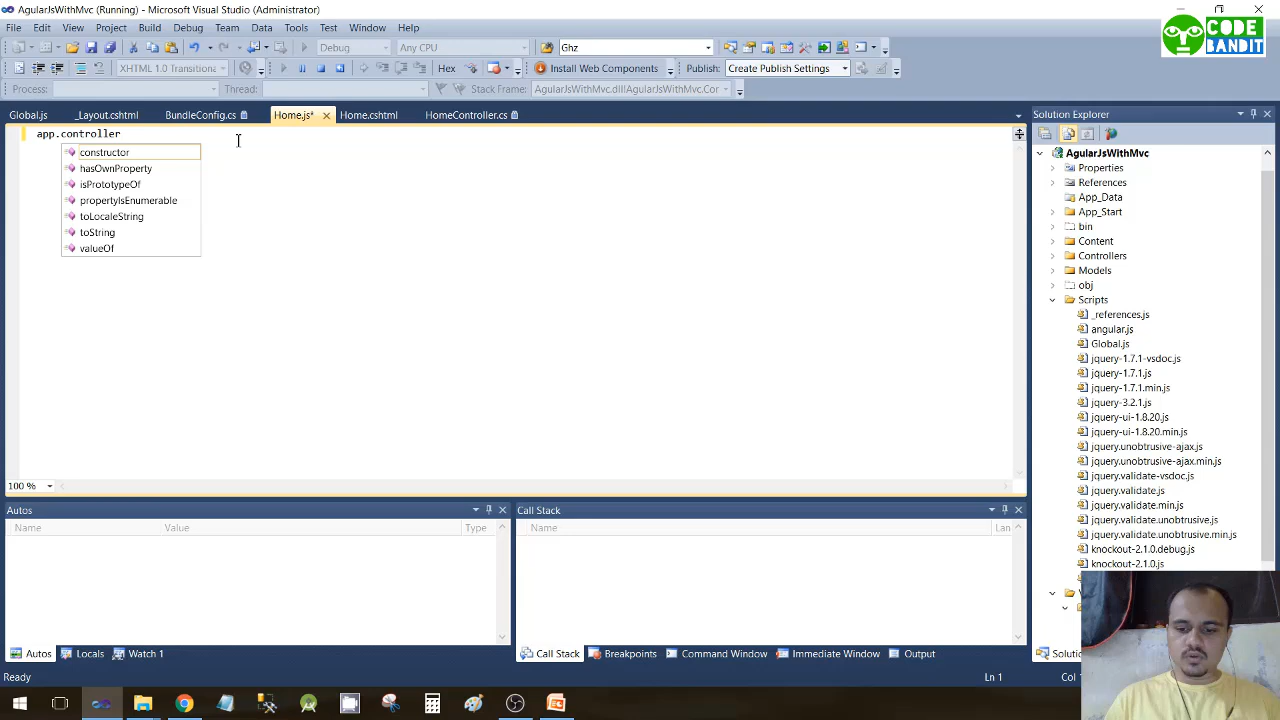 AgularJsWithMvc (Running) - Microsoft Visual Studio (Administrator)
CODE
BANDIT
File Edit View Project Build Debug Team Data Tools Test Window Help
Debug Any CPU Ghz
XHTML 1.0 Transitiona Hex Install Web Components Publish: Create Publish Settings
Process: Thread: Stack Frame: AgularJsWithMvc.dll!AgularJsWithMvc.Cor
Global.js _Layout.cshtml BundleConfig.cs Home.js* Home.cshtml HomeController.cs
app.controller
constructor
hasOwnProperty
isPrototypeOf
propertyIsEnumerable
toLocaleString
toString
valueOf
100 %
Solution Explorer
AgularJsWithMvc
Properties
References
App_Data
App_Start
bin
Content
Controllers
Models
obj
Scripts
_references.js
angular.js
Global.js
jquery-1.7.1-vsdoc.js
jquery-1.7.1.js
jquery-1.7.1.min.js
jquery-3.2.1.js
jquery-ui-1.8.20.js
jquery-ui-1.8.20.min.js
jquery.unobtrusive-ajax.js
jquery.unobtrusive-ajax.min.js
jquery.validate-vsdoc.js
jquery.validate.js
jquery.validate.min.js
jquery.validate.unobtrusive.js
jquery.validate.unobtrusive.min.js
knockout-2.1.0.debug.js
knockout-2.1.0.js
Autos
Name Value Type
Call Stack
Name Lan
Autos Locals Watch 1
Call Stack Breakpoints Command Window Immediate Window Output
Solutio
Ready Ln 1 Col